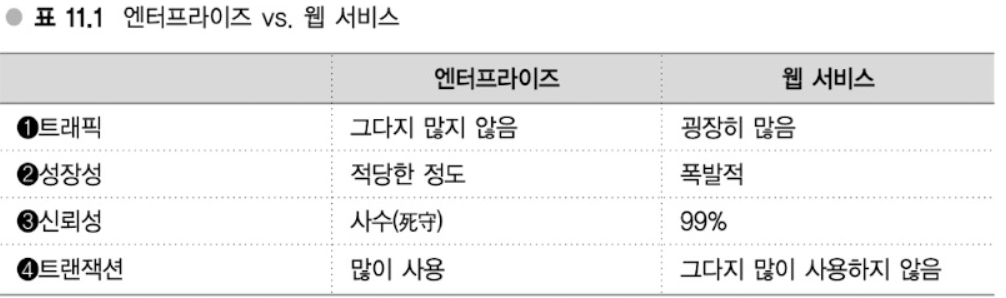 ● 표 11.1 엔터프라이즈 vs. 웹 서비스
엔터프라이즈 웹 서비스
❶트래픽 그다지 많지 않음 굉장히 많음
❷성장성 적당한 정도 폭발적
❸신뢰성 사수(死守) 99%
❹트랜잭션 많이 사용 그다지 많이 사용하지 않음